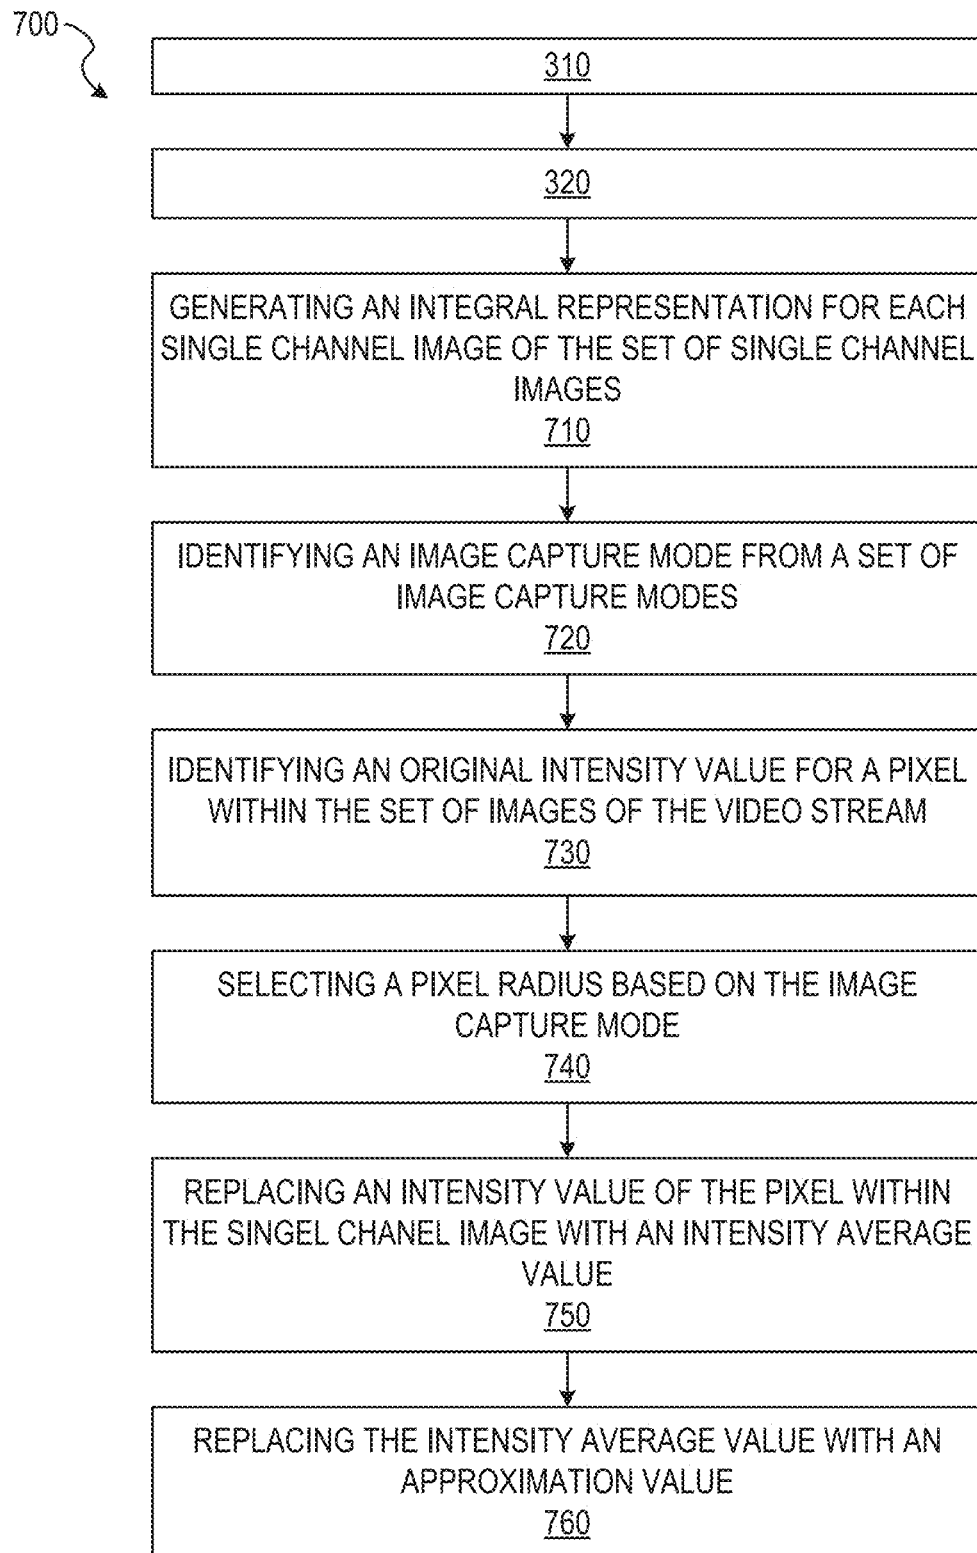 700
310
320
GENERATING AN INTEGRAL REPRESENTATION FOR EACH
SINGLE CHANNEL IMAGE OF THE SET OF SINGLE CHANNEL
IMAGES
710
IDENTIFYING AN IMAGE CAPTURE MODE FROM A SET OF
IMAGE CAPTURE MODES
720
IDENTIFYING AN ORIGINAL INTENSITY VALUE FOR A PIXEL
WITHIN THE SET OF IMAGES OF THE VIDEO STREAM
730
SELECTING A PIXEL RADIUS BASED ON THE IMAGE
CAPTURE MODE
740
REPLACING AN INTENSITY VALUE OF THE PIXEL WITHIN
THE SINGEL CHANEL IMAGE WITH AN INTENSITY AVERAGE
VALUE
750
REPLACING THE INTENSITY AVERAGE VALUE WITH AN
APPROXIMATION VALUE
760